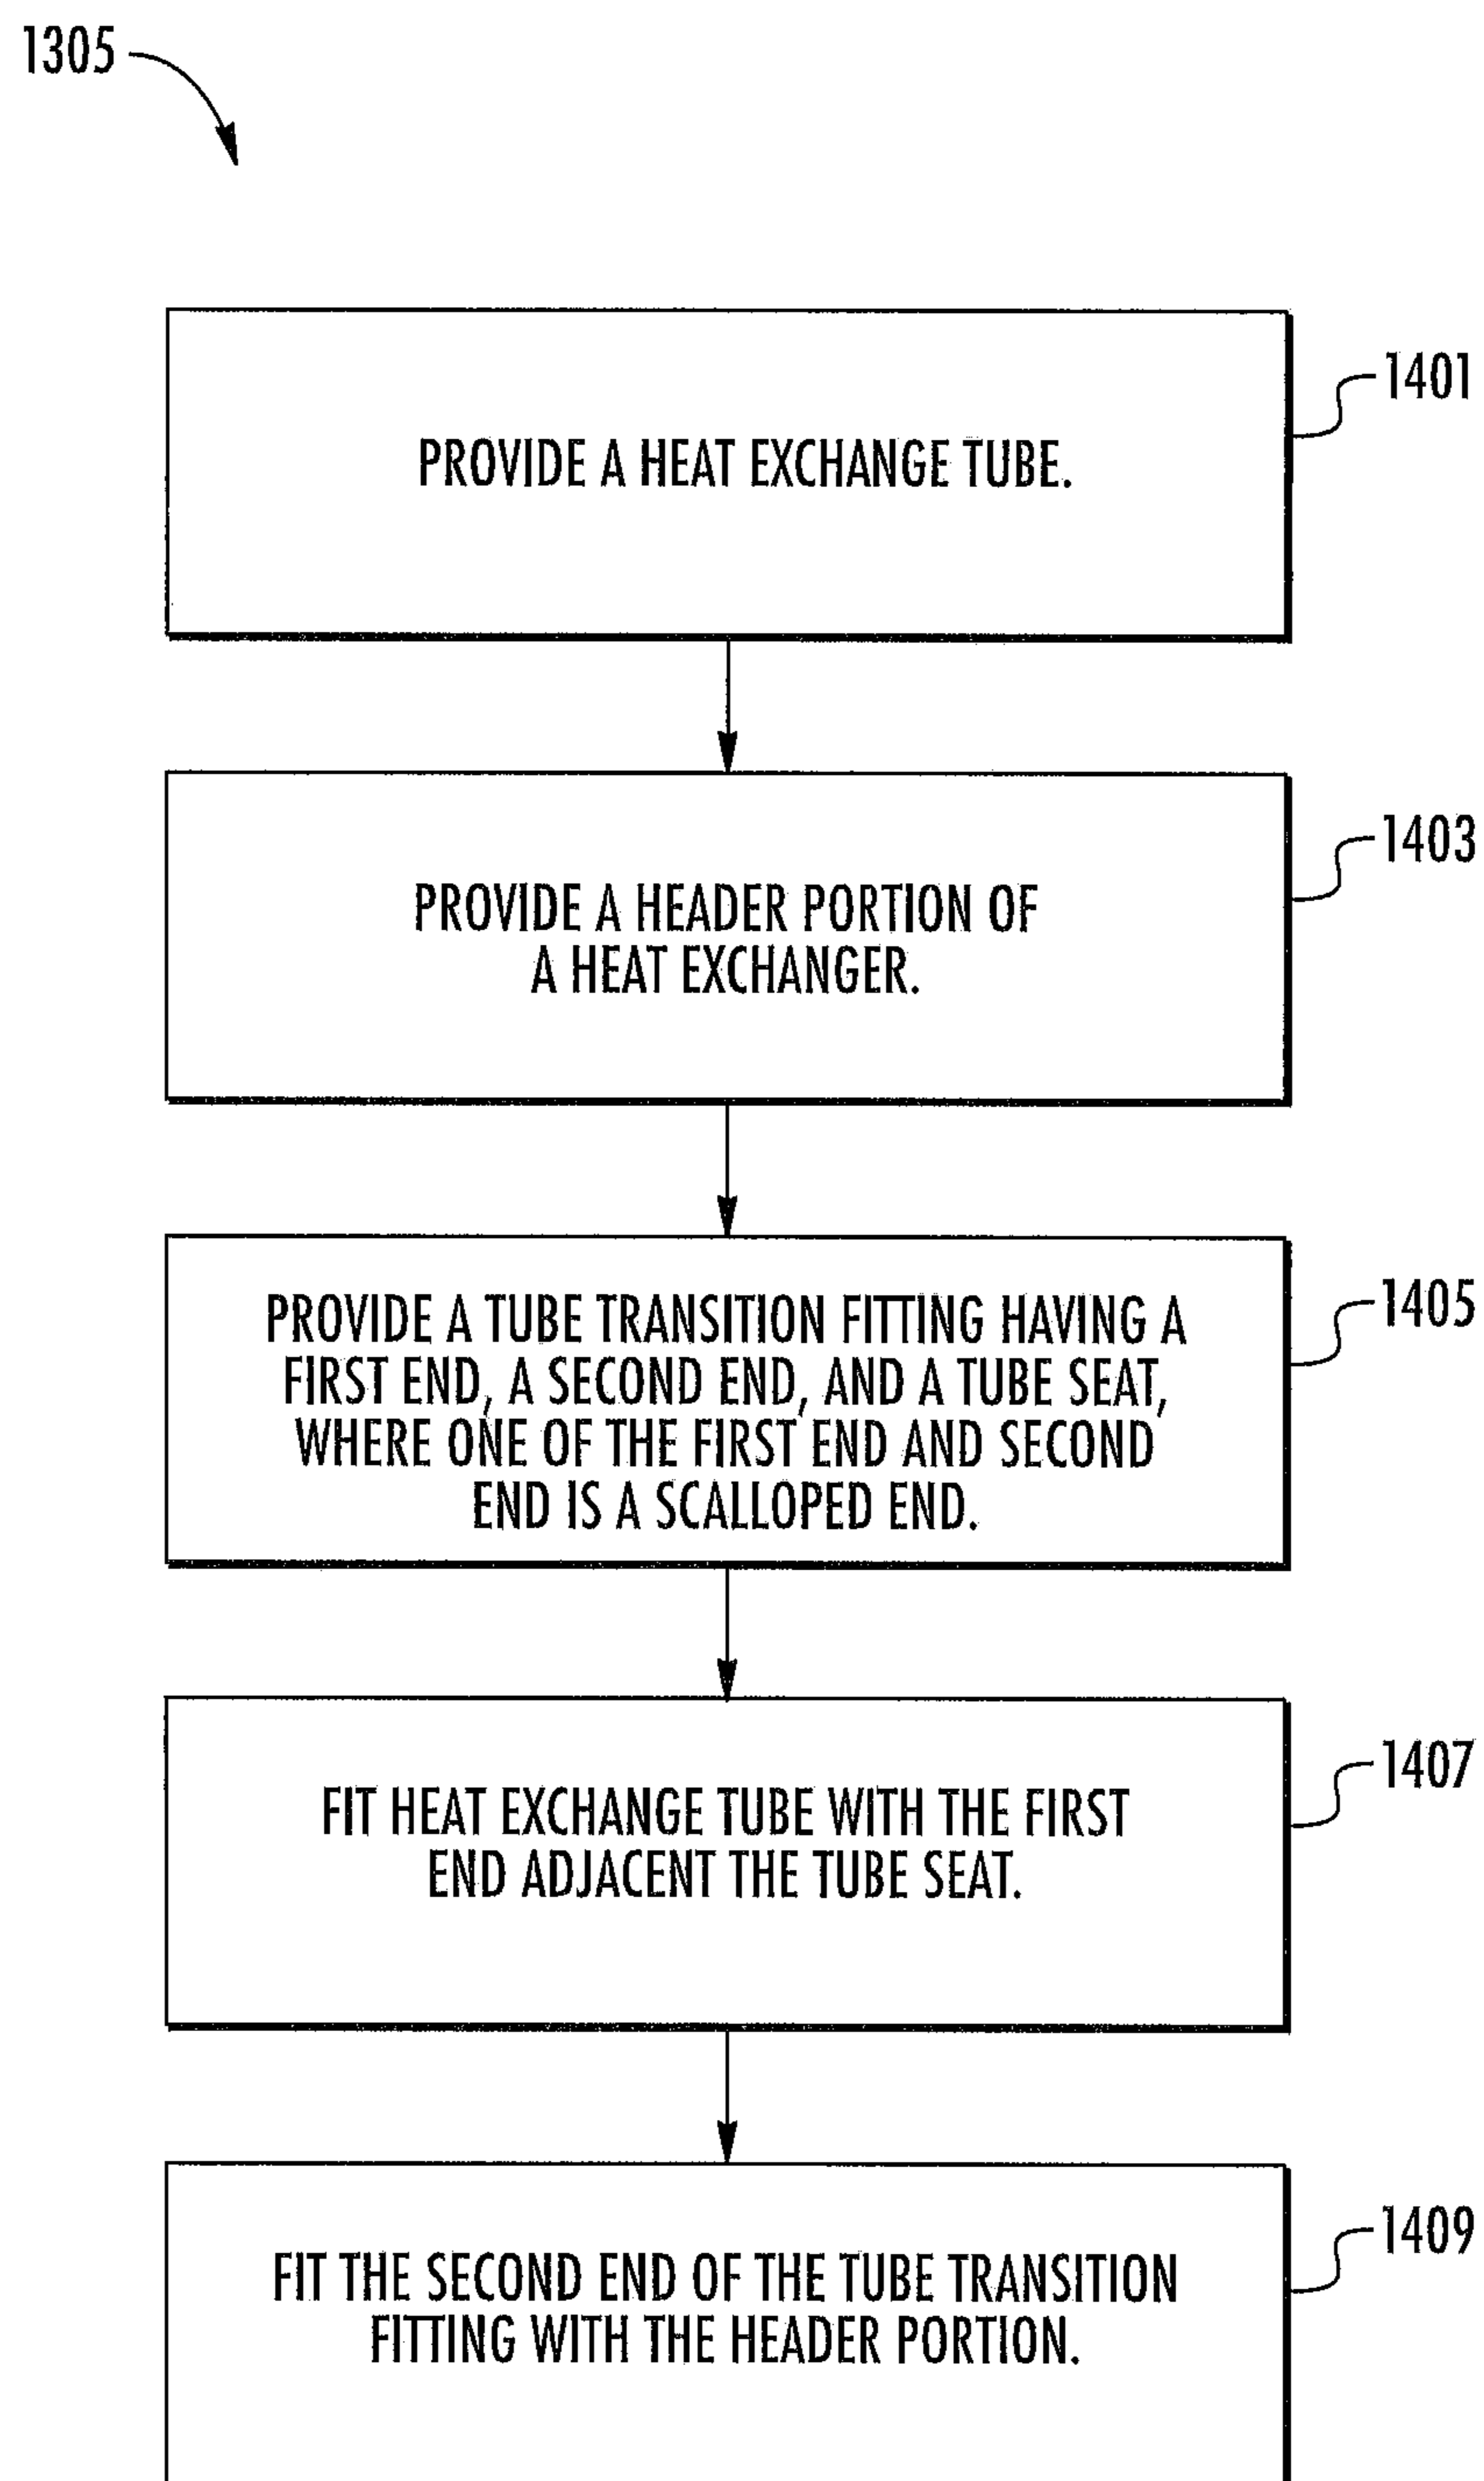 1305
PROVIDE A HEAT EXCHANGE TUBE.
1401
PROVIDE A HEADER PORTION OF
A HEAT EXCHANGER.
1403
PROVIDE A TUBE TRANSITION FITTING HAVING A
FIRST END, A SECOND END, AND A TUBE SEAT,
WHERE ONE OF THE FIRST END AND SECOND
END IS A SCALLOPED END.
1405
FIT HEAT EXCHANGE TUBE WITH THE FIRST
END ADJACENT THE TUBE SEAT.
1407
FIT THE SECOND END OF THE TUBE TRANSITION
FITTING WITH THE HEADER PORTION.
1409